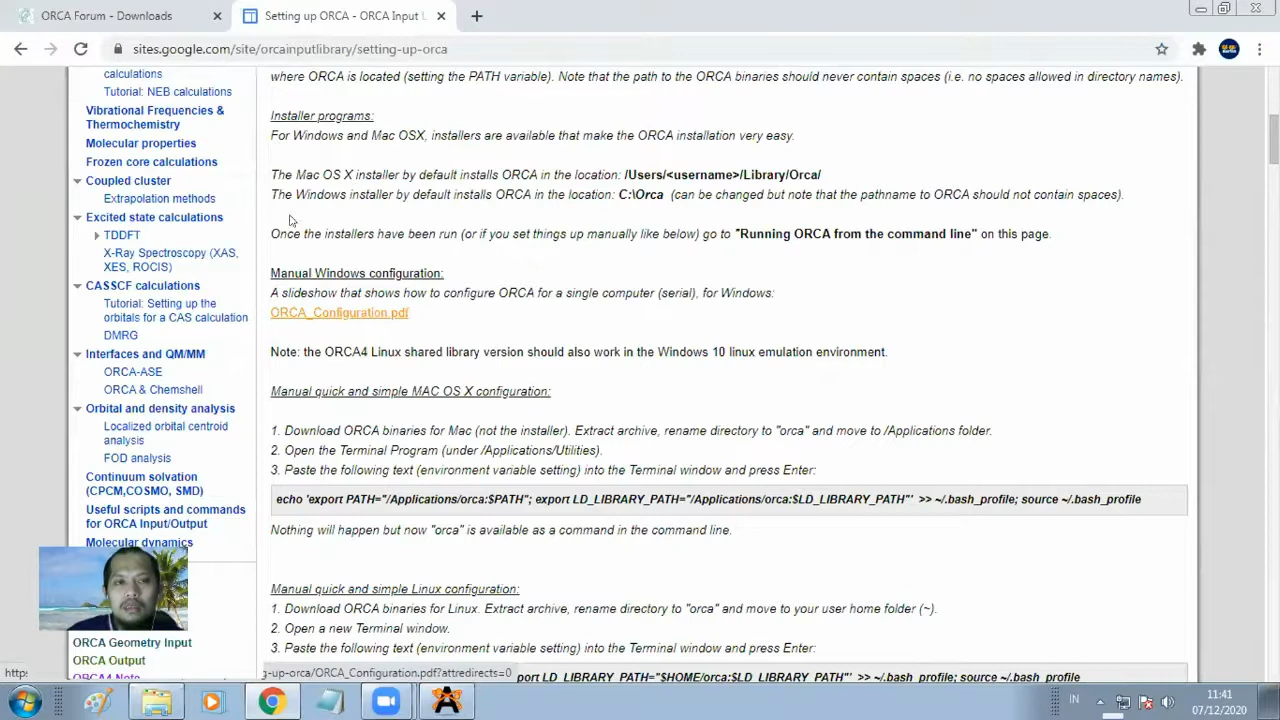 ORCA Forum - Downloads
Setting up ORCA - ORCA Input L
sites.google.com/site/orcainputlibrary/setting-up-orca
calculations
Tutorial: NEB calculations
Vibrational Frequencies &
Thermochemistry
Molecular properties
Frozen core calculations
Coupled cluster
Extrapolation methods
Excited state calculations
TDDFT
X-Ray Spectroscopy (XAS,
XES, ROCIS)
CASSCF calculations
Tutorial: Setting up the
orbitals for a CAS calculation
DMRG
Interfaces and QM/MM
ORCA-ASE
ORCA & Chemshell
Orbital and density analysis
Localized orbital centroid
analysis
FOD analysis
Continuum solvation
(CPCM,COSMO, SMD)
Useful scripts and commands
for ORCA Input/Output
Molecular dynamics
ORCA Geometry Input
ORCA Output
ORCA4 Note
where ORCA is located (setting the PATH variable). Note that the path to the ORCA binaries should never contain spaces (i.e. no spaces allowed in directory names).
Installer programs:
For Windows and Mac OSX, installers are available that make the ORCA installation very easy.
The Mac OS X installer by default installs ORCA in the location: /Users/<username>/Library/Orca/
The Windows installer by default installs ORCA in the location: C:\Orca (can be changed but note that the pathname to ORCA should not contain spaces).
Once the installers have been run (or if you set things up manually like below) go to "Running ORCA from the command line" on this page.
Manual Windows configuration:
A slideshow that shows how to configure ORCA for a single computer (serial), for Windows:
ORCA_Configuration.pdf
Note: the ORCA4 Linux shared library version should also work in the Windows 10 linux emulation environment.
Manual quick and simple MAC OS X configuration:
1. Download ORCA binaries for Mac (not the installer). Extract archive, rename directory to "orca" and move to /Applications folder.
2. Open the Terminal Program (under /Applications/Utilities).
3. Paste the following text (environment variable setting) into the Terminal window and press Enter:
echo 'export PATH="/Applications/orca:$PATH"; export LD_LIBRARY_PATH="/Applications/orca:$LD_LIBRARY_PATH"' >> ~/.bash_profile; source ~/.bash_profile
Nothing will happen but now "orca" is available as a command in the command line.
Manual quick and simple Linux configuration:
1. Download ORCA binaries for Linux. Extract archive, rename directory to "orca" and move to your user home folder (~).
2. Open a new Terminal window.
3. Paste the following text (environment variable setting) into the Terminal window and press Enter:
port LD_LIBRARY_PATH="$HOME/orca:$LD_LIBRARY_PATH"' >> ~/.bash_profile; source ~/.bash_profile
http: g-up-orca/ORCA_Configuration.pdf?attredirects=0
IN
11:41
07/12/2020